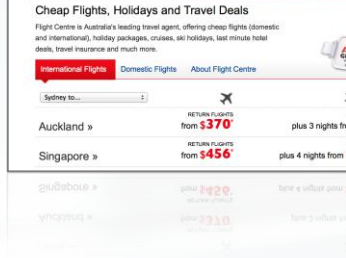 Cheap Flights, Holidays and Travel Deals
Flight Centre is Australia's leading travel agent, offering cheap flights (domestic
and international), holiday packages, cruises, ski holidays, last minute hotel
deals, travel insurance and much more.
International Flights Domestic Flights About Flight Centre
Sydney to...
RETURN FLIGHTS
Auckland » from $370* plus 3 nights
RETURN FLIGHTS
Singapore » from $456* plus 4 nights from